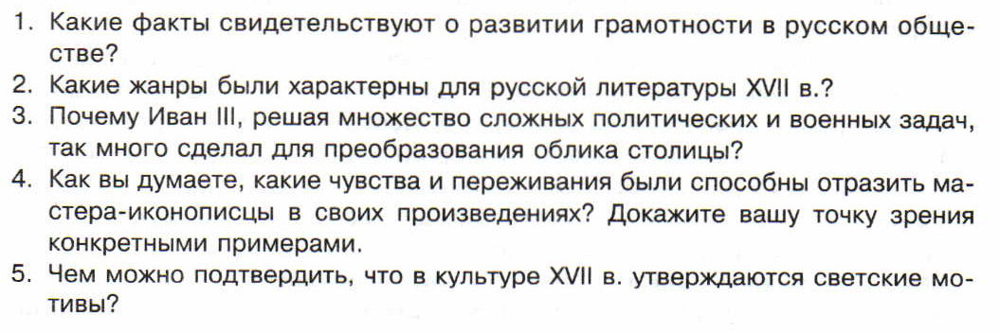 1. Какие факты свидетельствуют о развитии грамотности в русском обще-
стве?
2. Какие жанры были характерны для русской литературы XVII в.?
3. Почему Иван III, решая множество сложных политических и военных задач,
так много сделал для преобразования облика столицы?
4. Как вы думаете, какие чувства и переживания были способны отразить ма-
стера-иконописцы в своих произведениях? Докажите вашу точку зрения
конкретными примерами.
5. Чем можно подтвердить, что в культуре XVII в. утверждаются светские мо-
тивы?